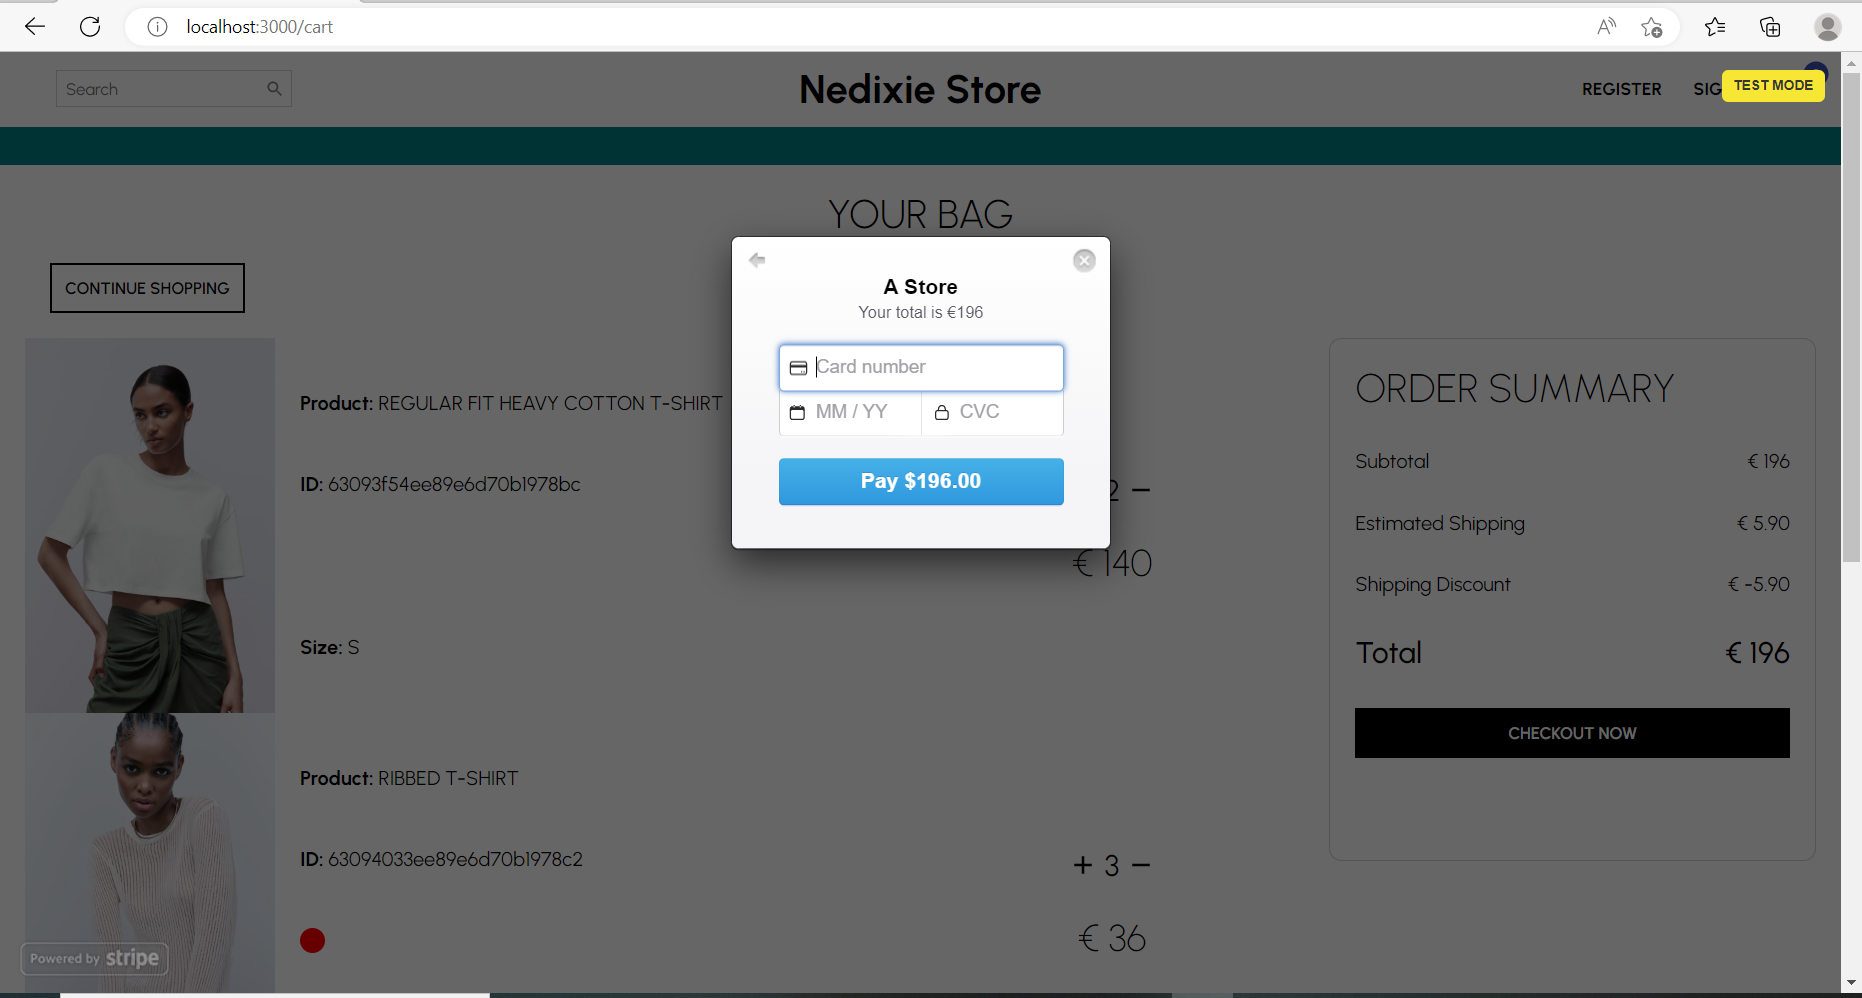 localhost:3000/cart
Search
Nedixie Store
REGISTER
SIG
TEST MODE
YOUR BAG
CONTINUE SHOPPING
A Store
Your total is €196
Card number
MM / YY
CVC
Pay $196.00
Product: REGULAR FIT HEAVY COTTON T-SHIRT
ID: 63093f54ee89e6d70b1978bc
2 −
€ 140
Size: S
ORDER SUMMARY
Subtotal € 196
Estimated Shipping € 5.90
Shipping Discount € -5.90
Total € 196
CHECKOUT NOW
Product: RIBBED T-SHIRT
ID: 63094033ee89e6d70b1978c2
+ 3 −
€ 36
Powered by stripe